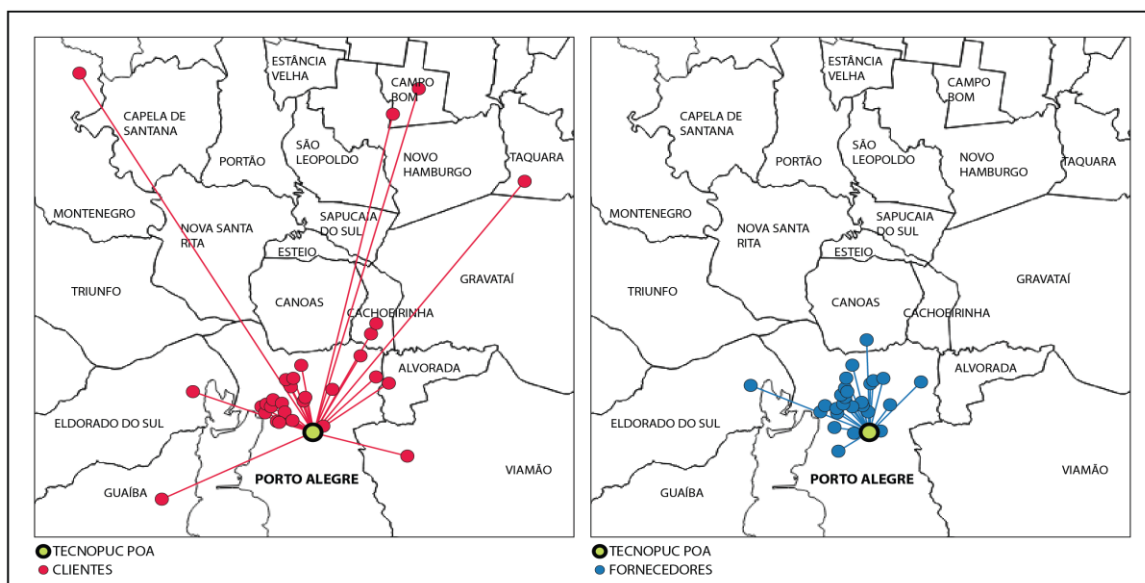 ESTÂNCIA
VELHA
CAMPO
BOM
CAPELA DE
SANTANA
SÃO
LEOPOLDO
PORTÃO
NOVO
HAMBURGO
TAQUARA
MONTENEGRO
NOVA SANTA
RITA
SAPUCAIA
DO SUL
ESTEIO
GRAVATAÍ
TRIUNFO
CANOAS
CACHOEIRINHA
ALVORADA
ELDORADO DO SUL
PORTO ALEGRE
VIAMÃO
GUAÍBA
TECNOPUC POA
CLIENTES
ESTÂNCIA
VELHA
CAMPO
BOM
CAPELA DE
SANTANA
SÃO
LEOPOLDO
PORTÃO
NOVO
HAMBURGO
TAQUARA
MONTENEGRO
NOVA SANTA
RITA
SAPUCAIA
DO SUL
ESTEIO
GRAVATAÍ
TRIUNFO
CANOAS
CACHOEIRINHA
ALVORADA
ELDORADO DO SUL
PORTO ALEGRE
VIAMÃO
GUAÍBA
TECNOPUC POA
FORNECEDORES